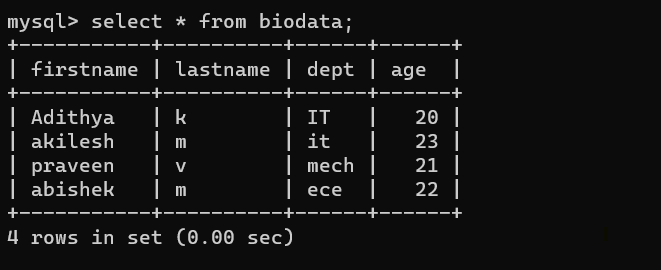 mysql> select * from biodata;
+-----------+----------+------+------+
| firstname | lastname | dept | age  |
+-----------+----------+------+------+
| Adithya   | k        | IT   |   20 |
| akilesh   | m        | it   |   23 |
| praveen   | v        | mech |   21 |
| abishek   | m        | ece  |   22 |
+-----------+----------+------+------+
4 rows in set (0.00 sec)